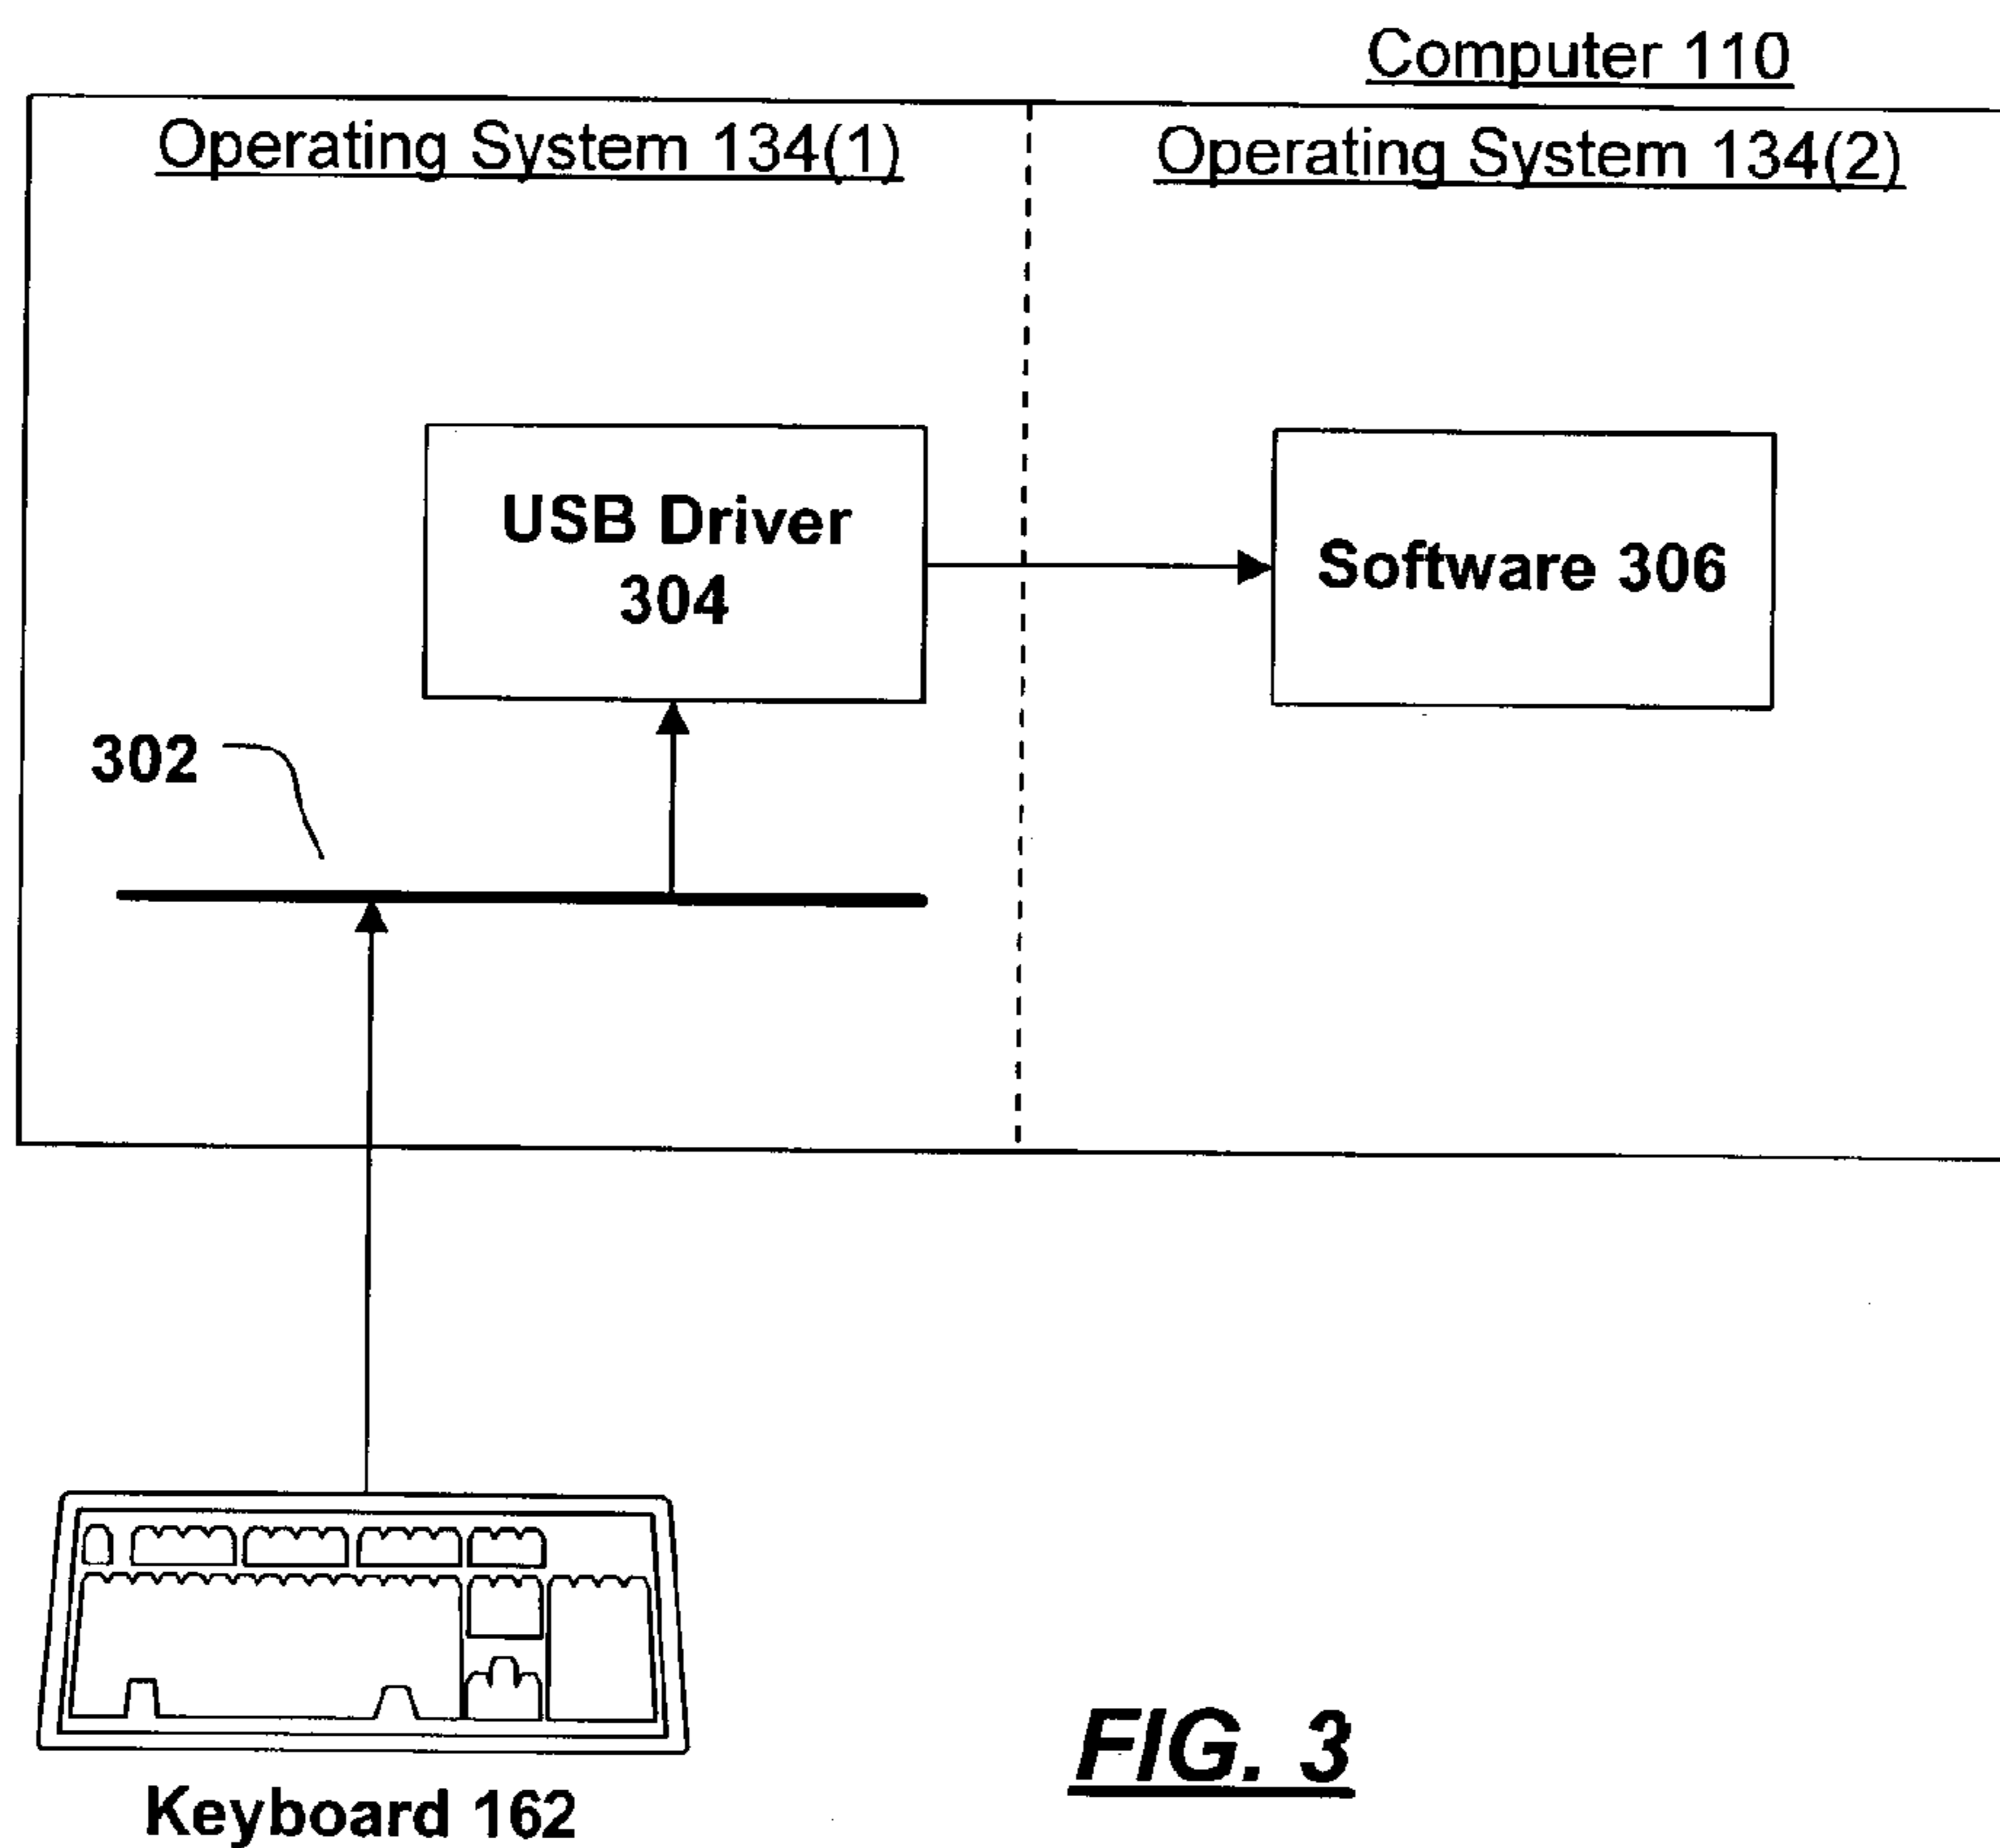 Computer 110
Operating System 134(1)
Operating System 134(2)
USB Driver
304
Software 306
302
Keyboard 162
FIG. 3